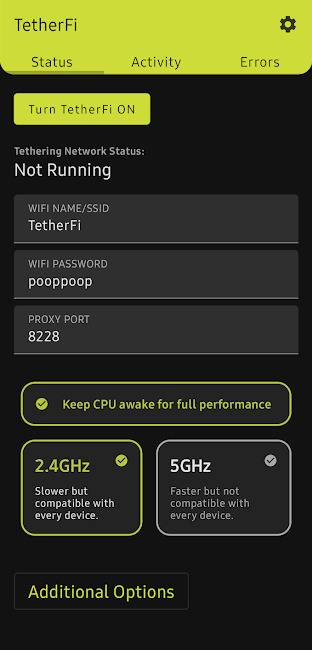 TetherFi
Status Activity Errors
Turn TetherFi ON
Tethering Network Status:
Not Running
WIFI NAME/SSID
TetherFi
WIFI PASSWORD
pooppoop
PROXY PORT
8228
Keep CPU awake for full performance
2.4GHz
Slower but
compatible with
every device.
5GHz
Faster but not
compatible with
every device.
Additional Options